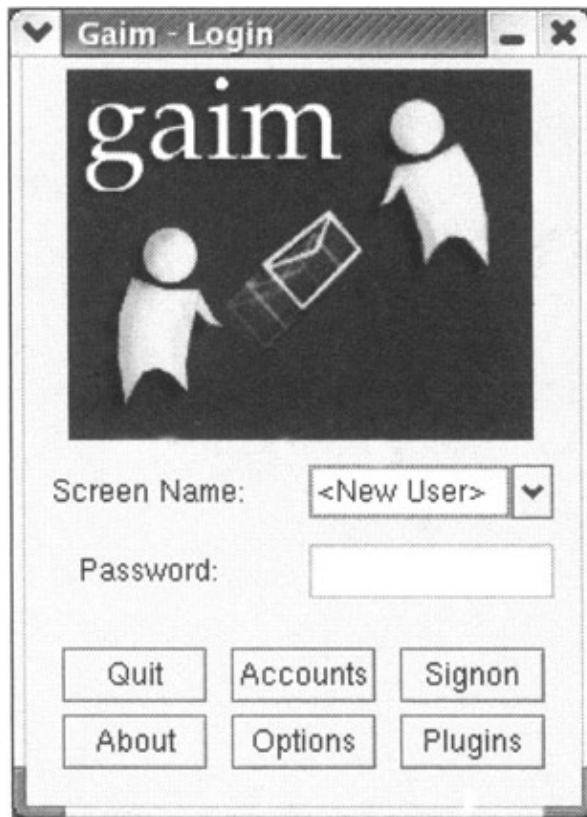 Gaim - Login
gaim
Screen Name: <New User>
Password:
Quit Accounts Signon
About Options Plugins